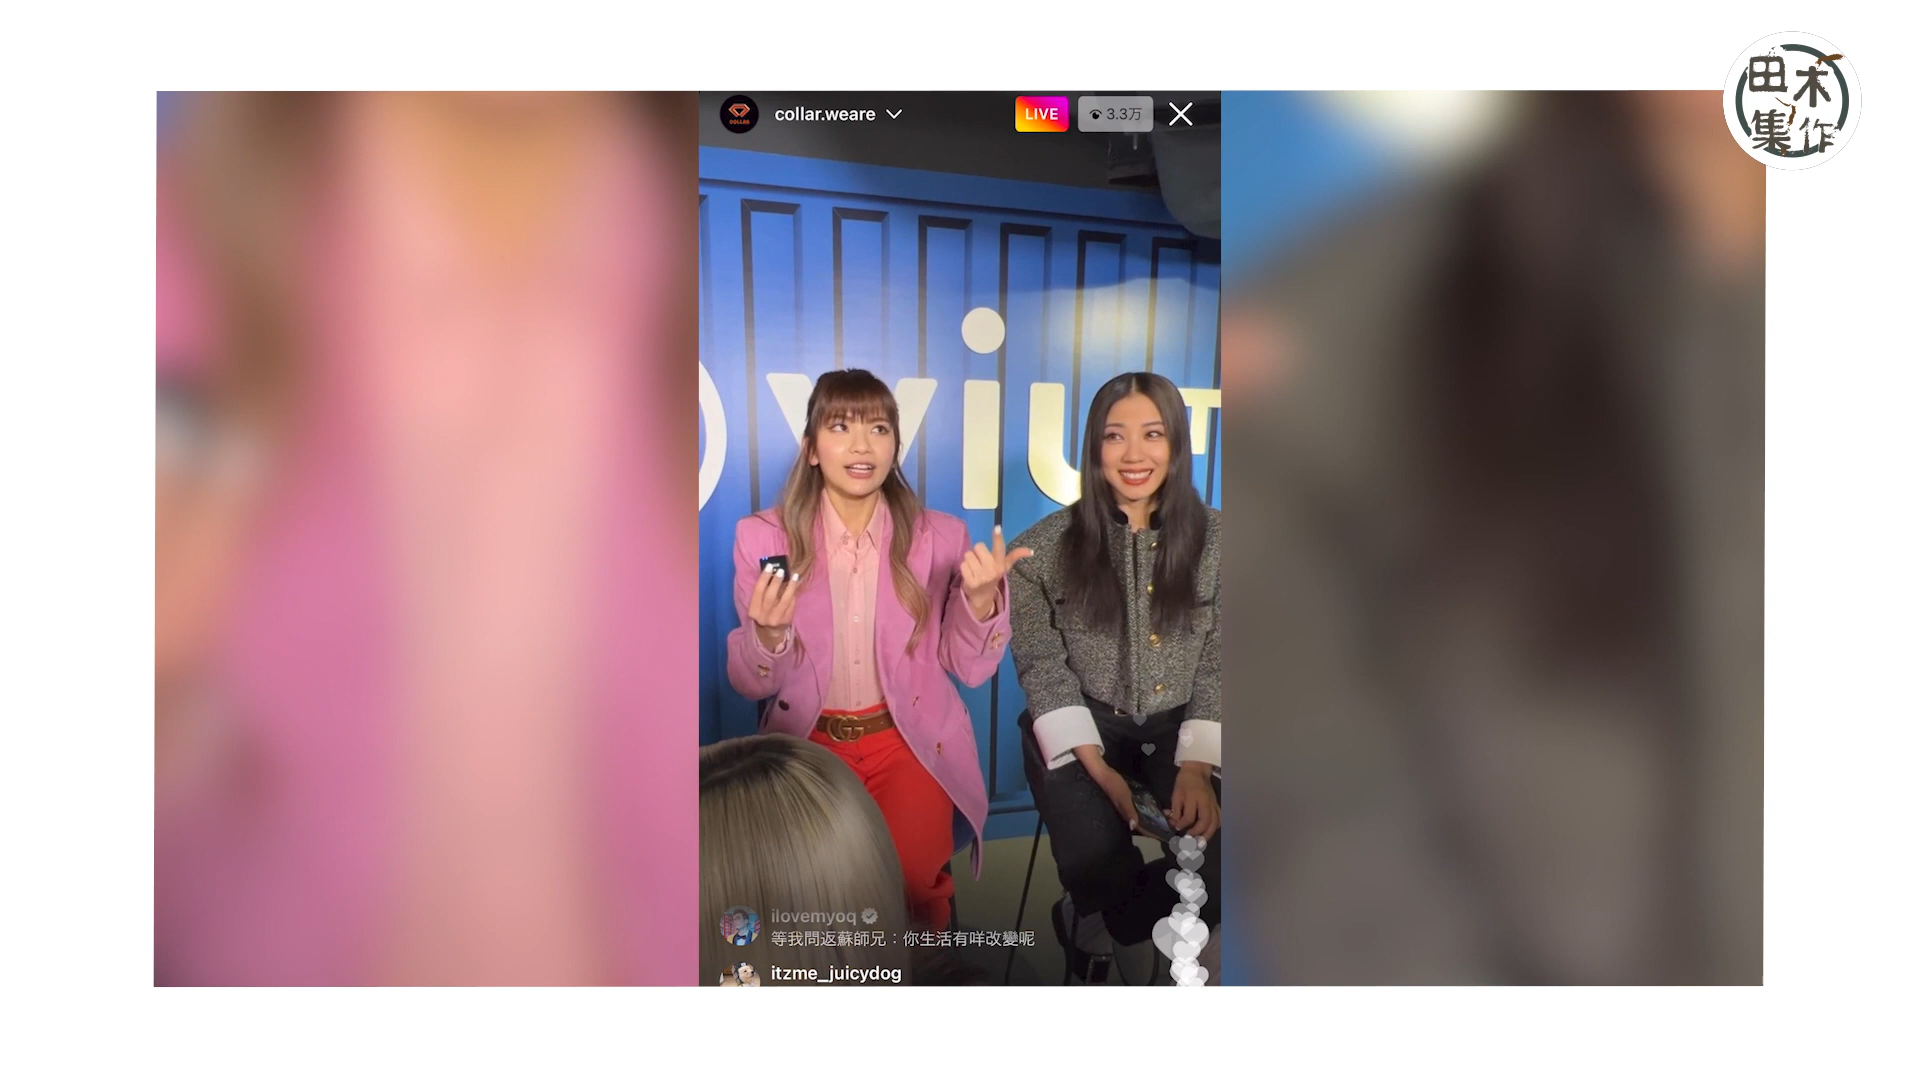 田木
集作
COLLAR
collar.weare
LIVE
3.3万
viu
T
ilovemyoq
等我問返蘇師兄：你生活有咩改變呢
itzme_juicydog